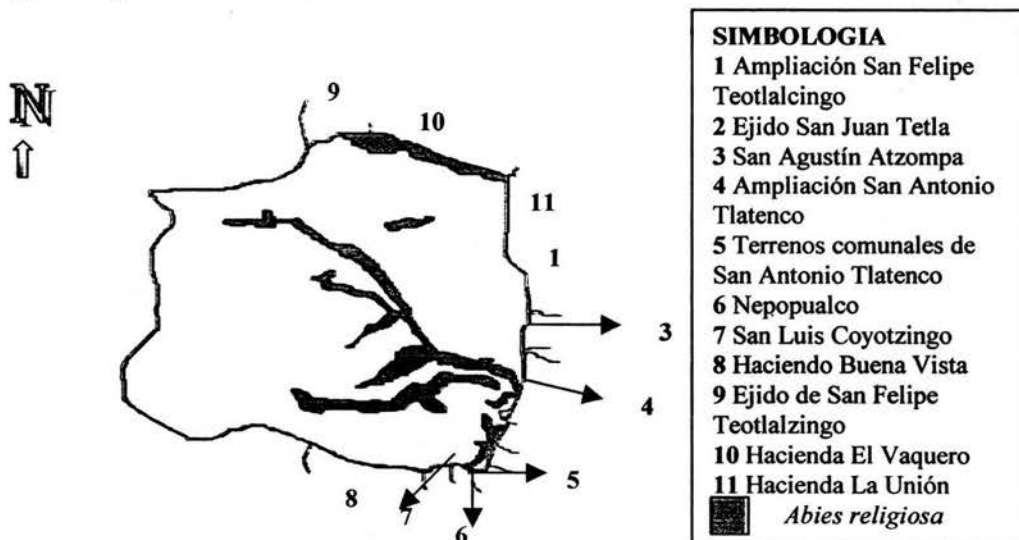 N
9
10
11
1
3
4
5
8
7
6
SIMBOLOGIA
1 Ampliación San Felipe
Teotlalcingo
2 Ejido San Juan Tetla
3 San Agustín Atzompa
4 Ampliación San Antonio
Tlatenco
5 Terrenos comunales de
San Antonio Tlatenco
6 Nepopualco
7 San Luis Coyotzingo
8 Haciendo Buena Vista
9 Ejido de San Felipe
Teotlalzingo
10 Hacienda El Vaquero
11 Hacienda La Unión
Abies religiosa